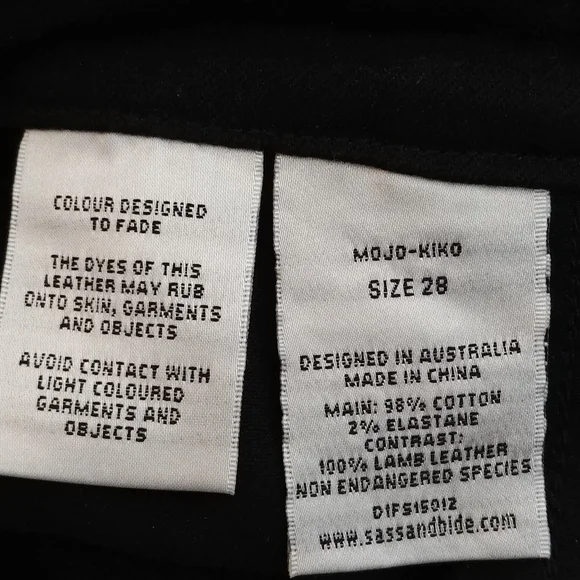 COLOUR DESIGNED
TO FADE
THE DYES OF THIS
LEATHER MAY RUB
ONTO SKIN, GARMENTS
AND OBJECTS
AVOID CONTACT WITH
LIGHT COLOURED
GARMENTS AND
OBJECTS
MOJO-KIKO
SIZE 28
DESIGNED IN AUSTRALIA
MADE IN CHINA
MAIN: 98% COTTON
2% ELASTANE
CONTRAST:
100% LAMB LEATHER
NON ENDANGERED SPECIES
D1FS15012
www.sassandbide.com